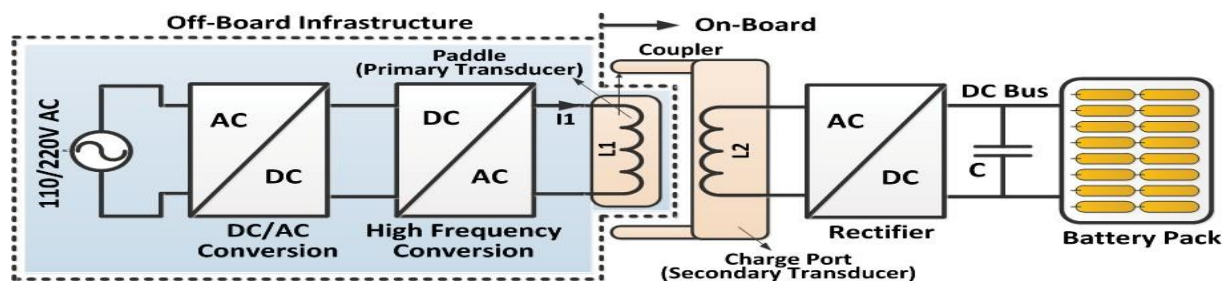 Off-Board Infrastructure
On-Board
Paddle
(Primary Transducer)
Coupler
110/220V AC
AC
DC
DC/AC
Conversion
DC
AC
High Frequency
Conversion
I1
L1
L2
Charge Port
(Secondary Transducer)
AC
DC
Rectifier
DC Bus
C
Battery Pack